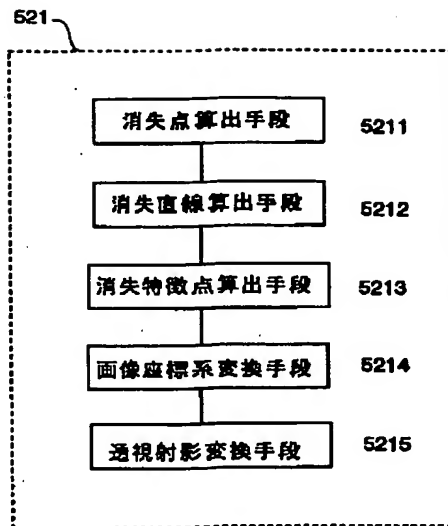 521
消失点算出手段 5211
消失直線算出手段 5212
消失特徴点算出手段 5213
画像座標系変換手段 5214
透視射影変換手段 5215